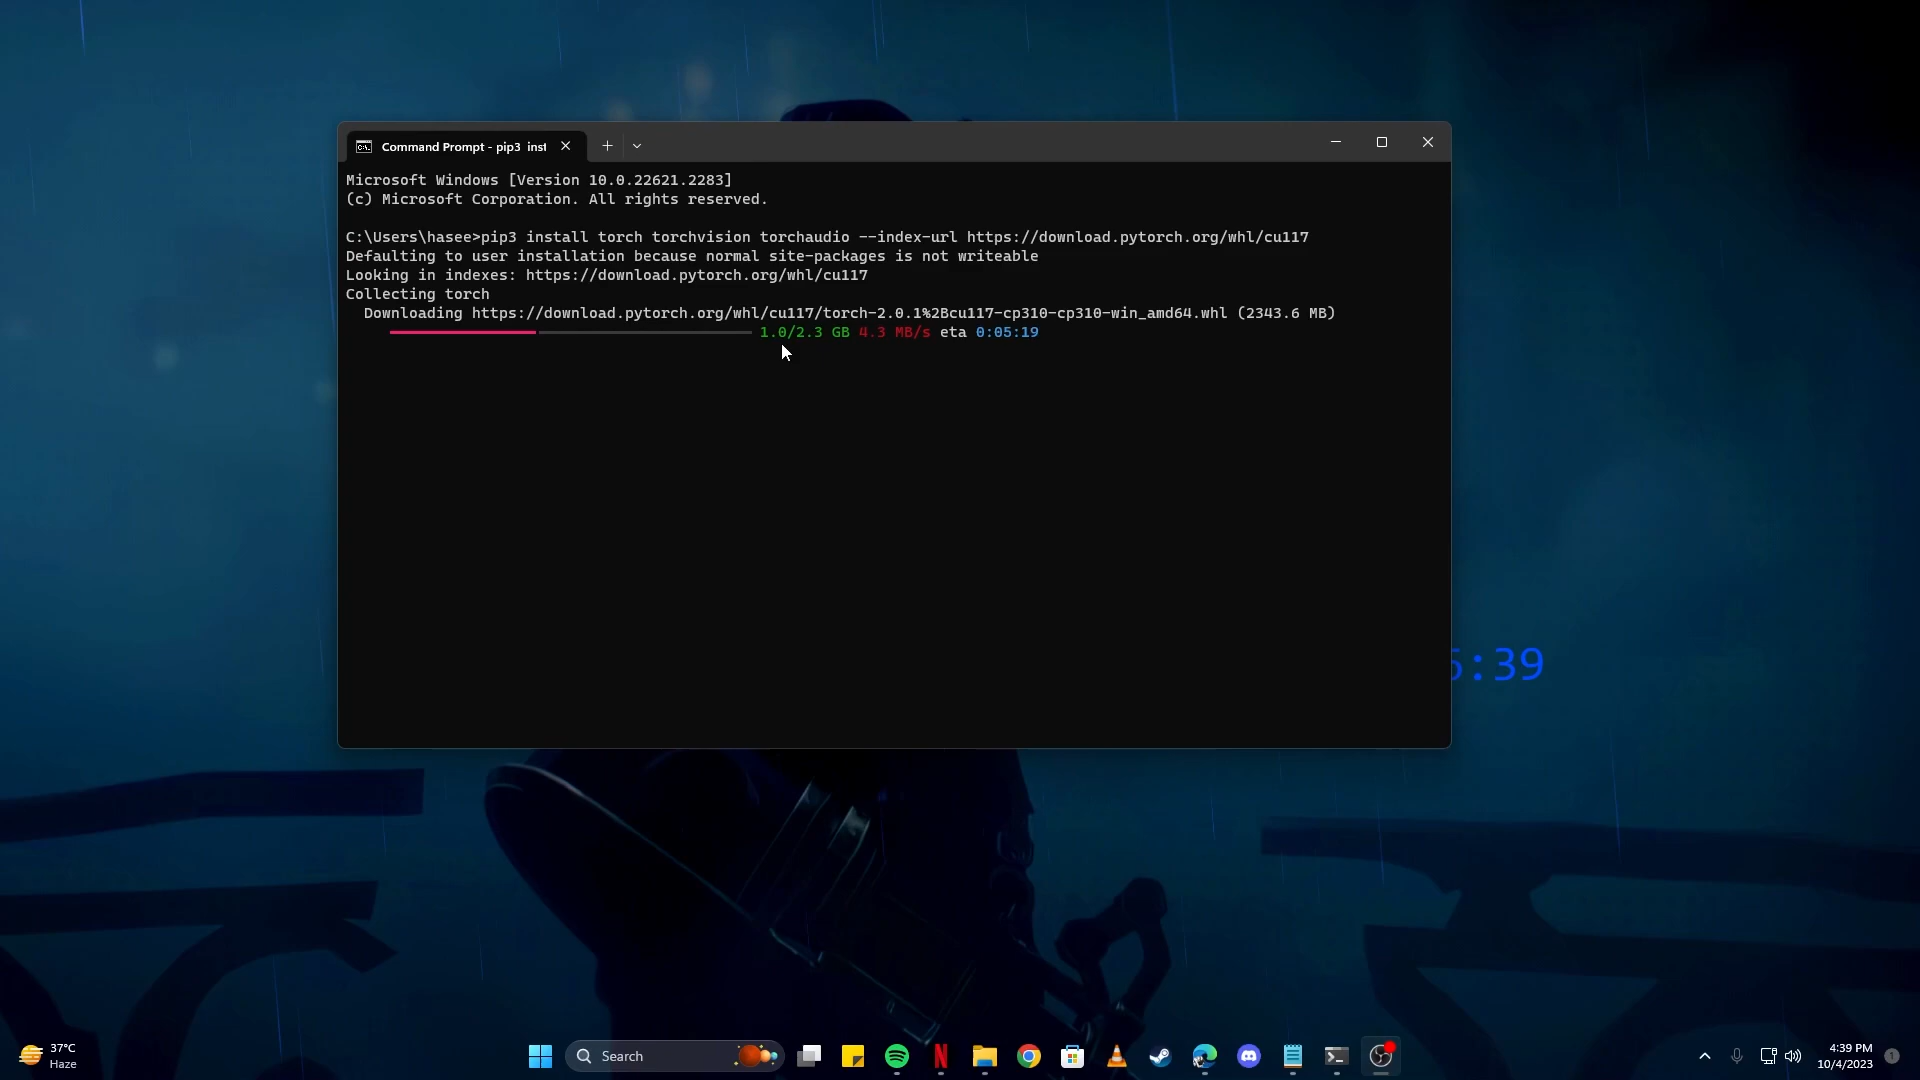 Command Prompt - pip3 inst
Microsoft Windows [Version 10.0.22621.2283]
(c) Microsoft Corporation. All rights reserved.
C:\Users\hasee>pip3 install torch torchvision torchaudio --index-url https://download.pytorch.org/whl/cu117
Defaulting to user installation because normal site-packages is not writeable
Looking in indexes: https://download.pytorch.org/whl/cu117
Collecting torch
Downloading https://download.pytorch.org/whl/cu117/torch-2.0.1%2Bcu117-cp310-cp310-win_amd64.whl (2343.6 MB)
1.0/2.3 GB 4.3 MB/s eta 0:05:19
:39
37°C
Haze
Search
4:39 PM
10/4/2023
1